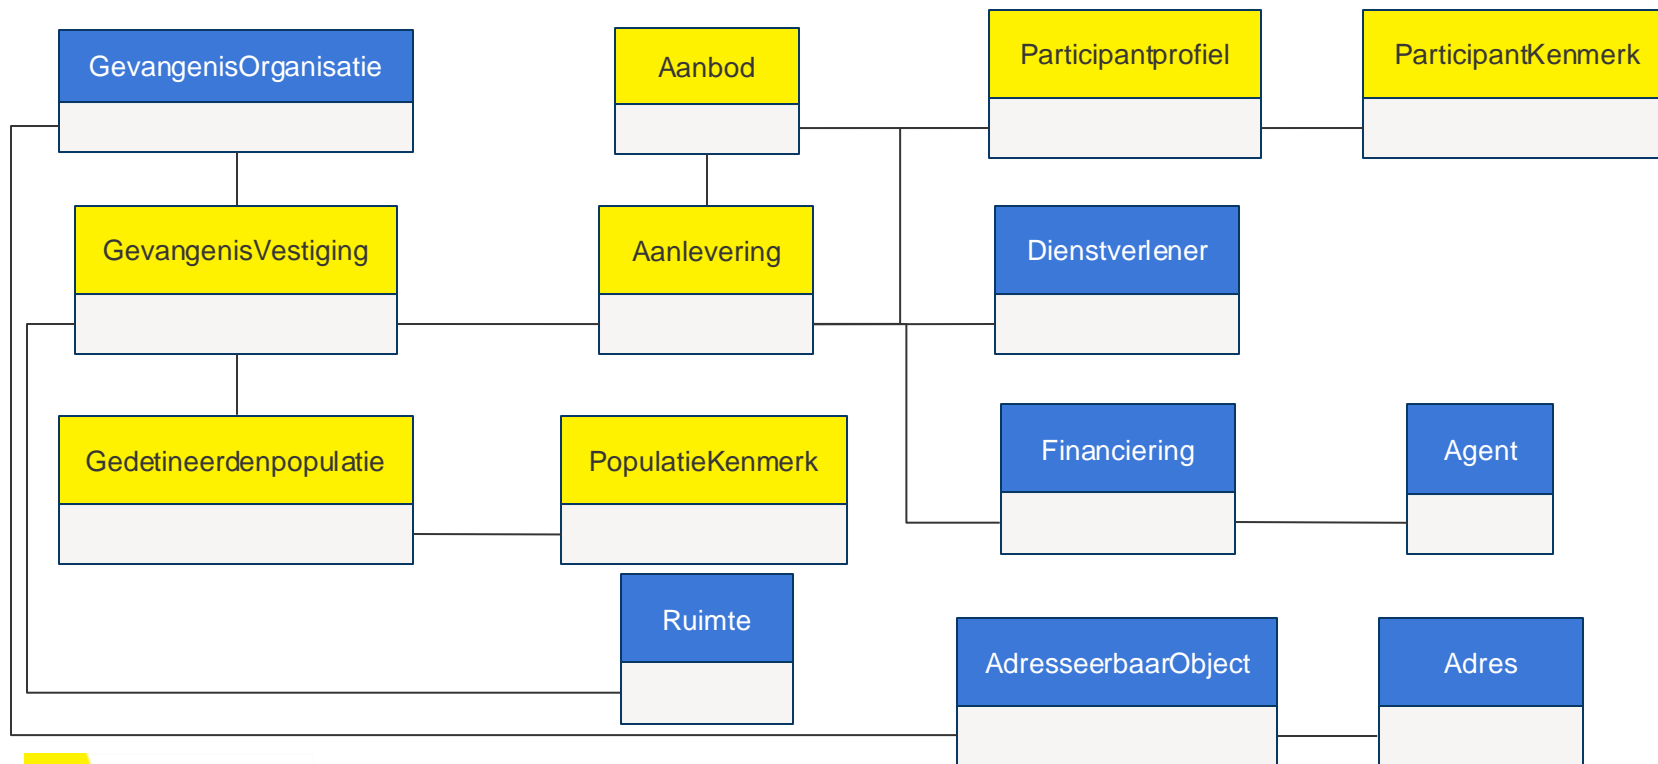 GevangenisOrganisatie
Aanbod
Participantprofiel
ParticipantKenmerk
GevangenisVestiging
Aanlevering
Dienstverlener
Gedetineerdenpopulatie
PopulatieKenmerk
Financiering
Agent
Ruimte
AdresseerbaarObject
Adres